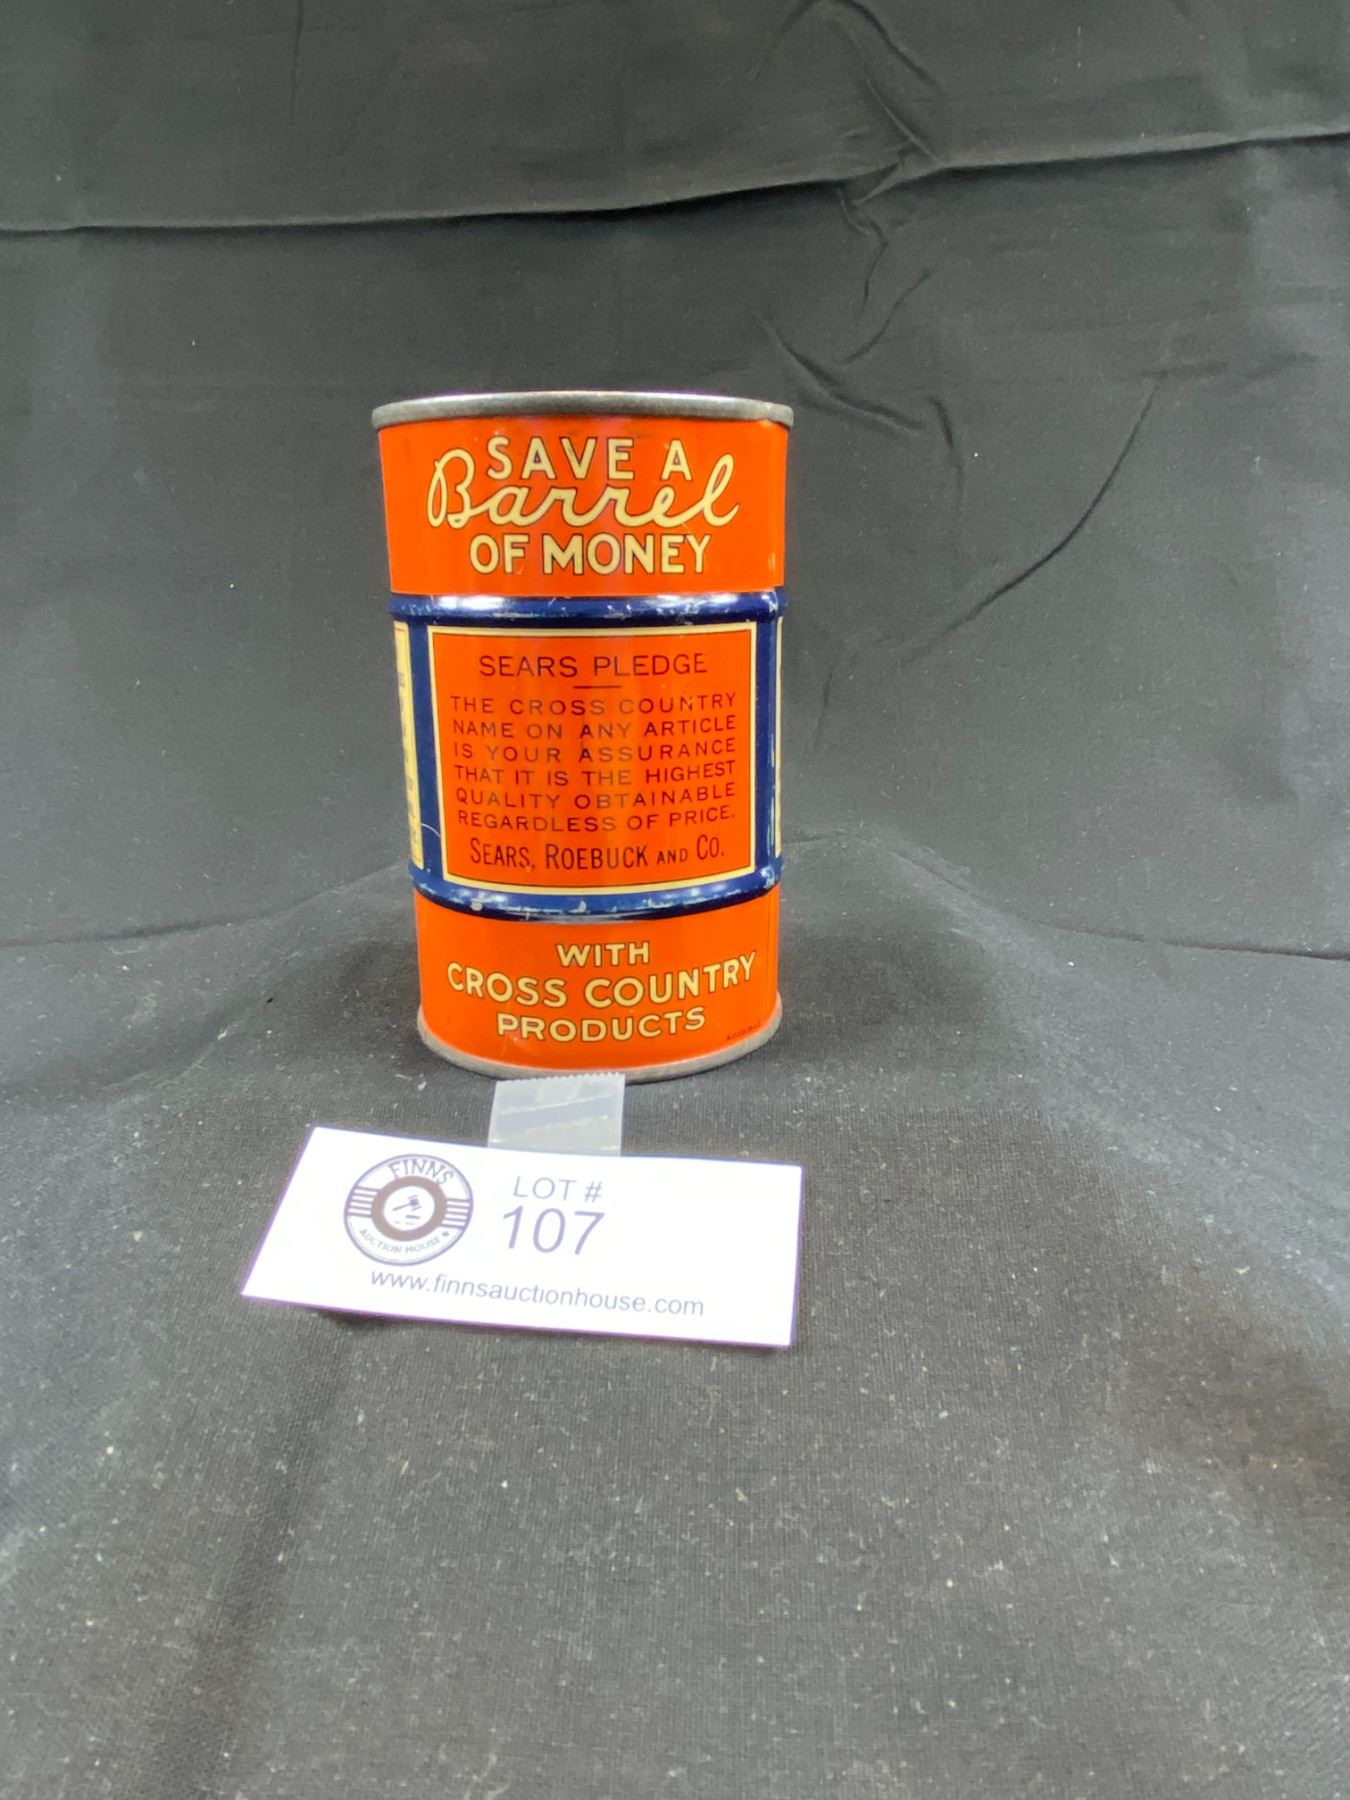 SAVE A
Barrel
OF MONEY
SEARS PLEDGE
THE CROSS COUNTRY
NAME ON ANY ARTICLE
IS YOUR ASSURANCE
THAT IT IS THE HIGHEST
QUALITY OBTAINABLE
REGARDLESS OF PRICE.
SEARS, ROEBUCK AND CO.
WITH
CROSS COUNTRY
PRODUCTS
FINNS
AUCTION HOUSE
LOT #
107
www.finnsauctionhouse.com